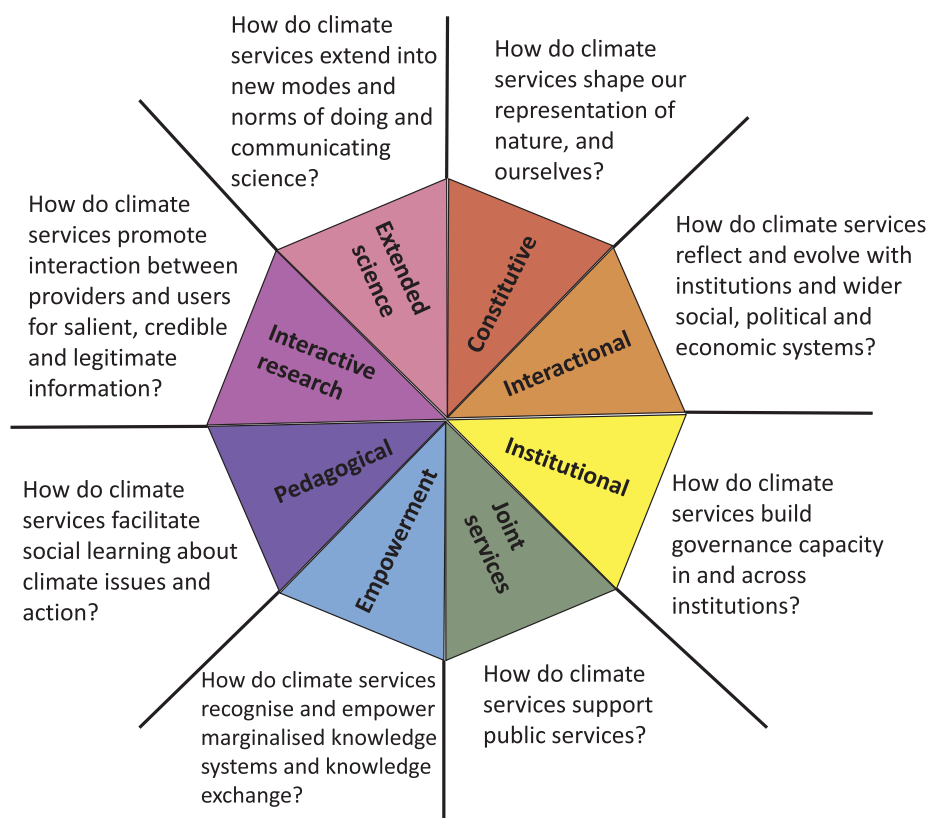 How do climate
services extend into
new modes and
norms of doing and
communicating
science?
How do climate
services shape our
representation of
nature, and
ourselves?
How do climate services
reflect and evolve with
institutions and wider
social, political and
economic systems?
How do climate
services build
governance capacity
in and across
institutions?
How do climate
services support
public services?
How do climate services
recognise and empower
marginalised knowledge
systems and knowledge
exchange?
How do climate
services facilitate
social learning about
climate issues and
action?
How do climate
services promote
interaction between
providers and users
for salient, credible
and legitimate
information?
Extended
science
Constitutive
Interactional
Institutional
Joint
services
Empowerment
Pedagogical
Interactive
research